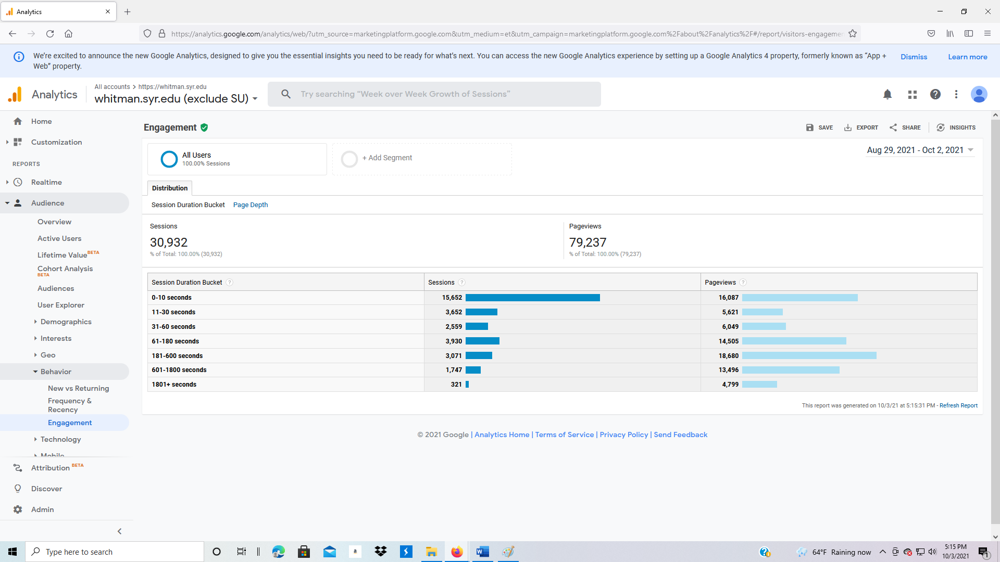 Analytics
https://analytics.google.com/analytics/web/?utm_source=marketingplatform.google.com&utm_medium=et&utm_campaign=marketingplatform.google.com%2Fabout%2Fanalytics%2F#/report/visitors-engagemen
We're excited to announce the new Google Analytics, designed to give you the essential insights you need to be ready for what's next. You can access the new Google Analytics experience by setting up a Google Analytics 4 property, formerly known as “App +
Web” property.
Dismiss
Learn more
Analytics
All accounts > https://whitman.syr.edu
whitman.syr.edu (exclude SU)
Try searching “Week over Week Growth of Sessions”
Home
Customization
REPORTS
Realtime
Audience
Overview
Active Users
Lifetime Value BETA
Cohort Analysis
BETA
Audiences
User Explorer
Demographics
Interests
Geo
Behavior
New vs Returning
Frequency &
Recency
Engagement
Technology
Mobile
Attribution BETA
Discover
Admin
Engagement
SAVE
EXPORT
SHARE
INSIGHTS
All Users
100.00% Sessions
+ Add Segment
Aug 29, 2021 - Oct 2, 2021
Distribution
Session Duration Bucket Page Depth
Sessions
30,932
% of Total: 100.00% (30,932)
Pageviews
79,237
% of Total: 100.00% (79,237)
Session Duration Bucket ? Sessions ? Pageviews ?
0-10 seconds 15,652 16,087
11-30 seconds 3,652 5,621
31-60 seconds 2,559 6,049
61-180 seconds 3,930 14,505
181-600 seconds 3,071 18,680
601-1800 seconds 1,747 13,496
1801+ seconds 321 4,799
This report was generated on 10/3/21 at 5:15:31 PM - Refresh Report
© 2021 Google | Analytics Home | Terms of Service | Privacy Policy | Send Feedback
Type here to search
a
64°F Raining now
5:15 PM
10/3/2021
1